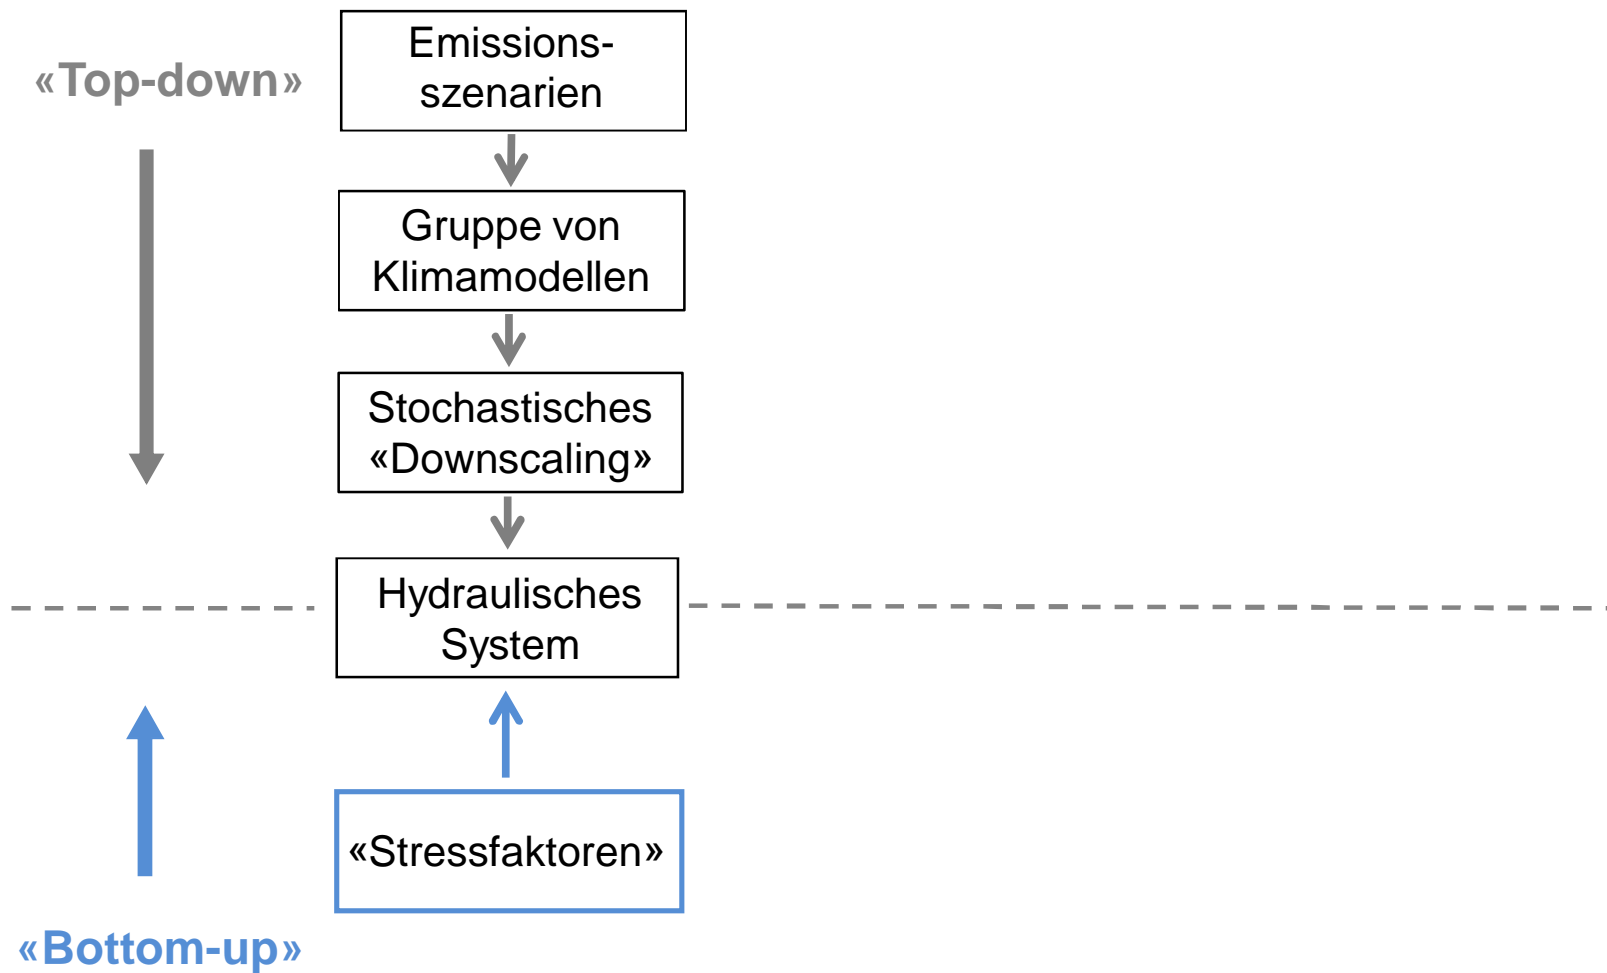 Emissions-
szenarien
«Top-down»
Gruppe von
Klimamodellen
Stochastisches
«Downscaling»
Hydraulisches
System
«Stressfaktoren»
«Bottom-up»